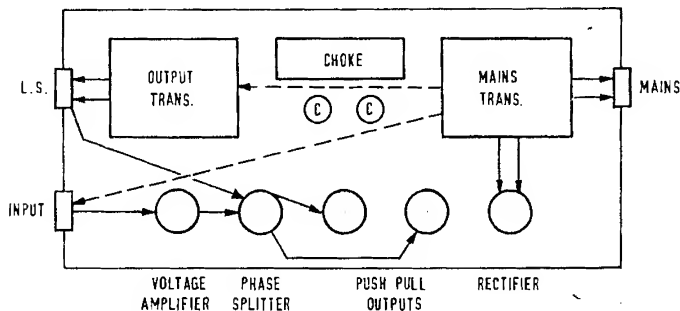 CHOKE
OUTPUT
TRANS.
MAINS
TRANS.
L.S.
MAINS
C
C
INPUT
VOLTAGE
AMPLIFIER
PHASE
SPLITTER
PUSH PULL
OUTPUTS
RECTIFIER